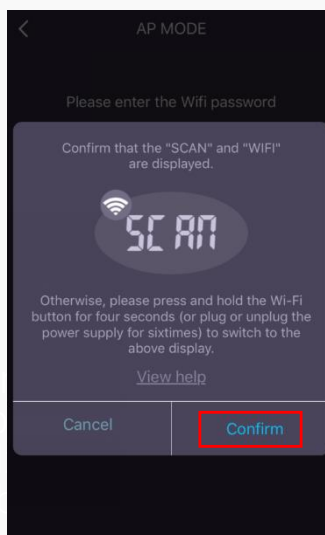 AP MODE
Please enter the Wifi password
Confirm that the "SCAN" and "WIFI"
are displayed.
SCAN
Otherwise, please press and hold the Wi-Fi
button for four seconds (or plug or unplug the
power supply for sixtimes) to switch to the
above display.
View help
Cancel
Confirm